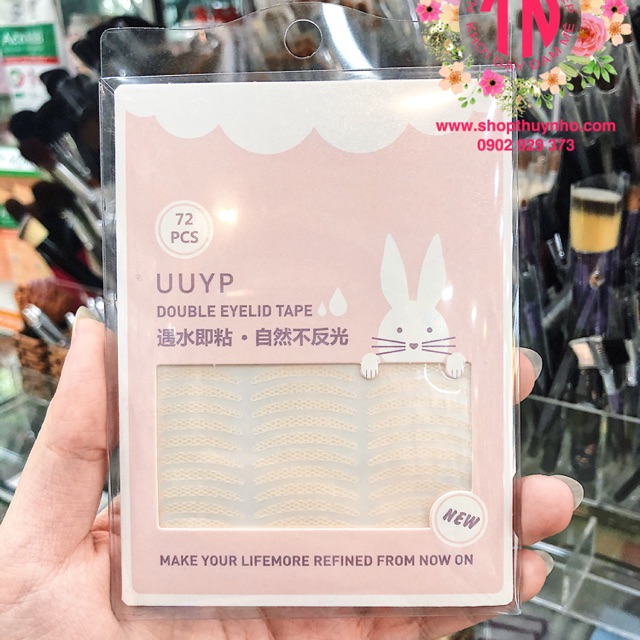 TN
www.shopthuynho.com
0902 929 373
72
PCS
UUYP
DOUBLE EYELID TAPE
遇水即粘·自然不反光
NEW
MAKE YOUR LIFEMORE REFINED FROM NOW ON